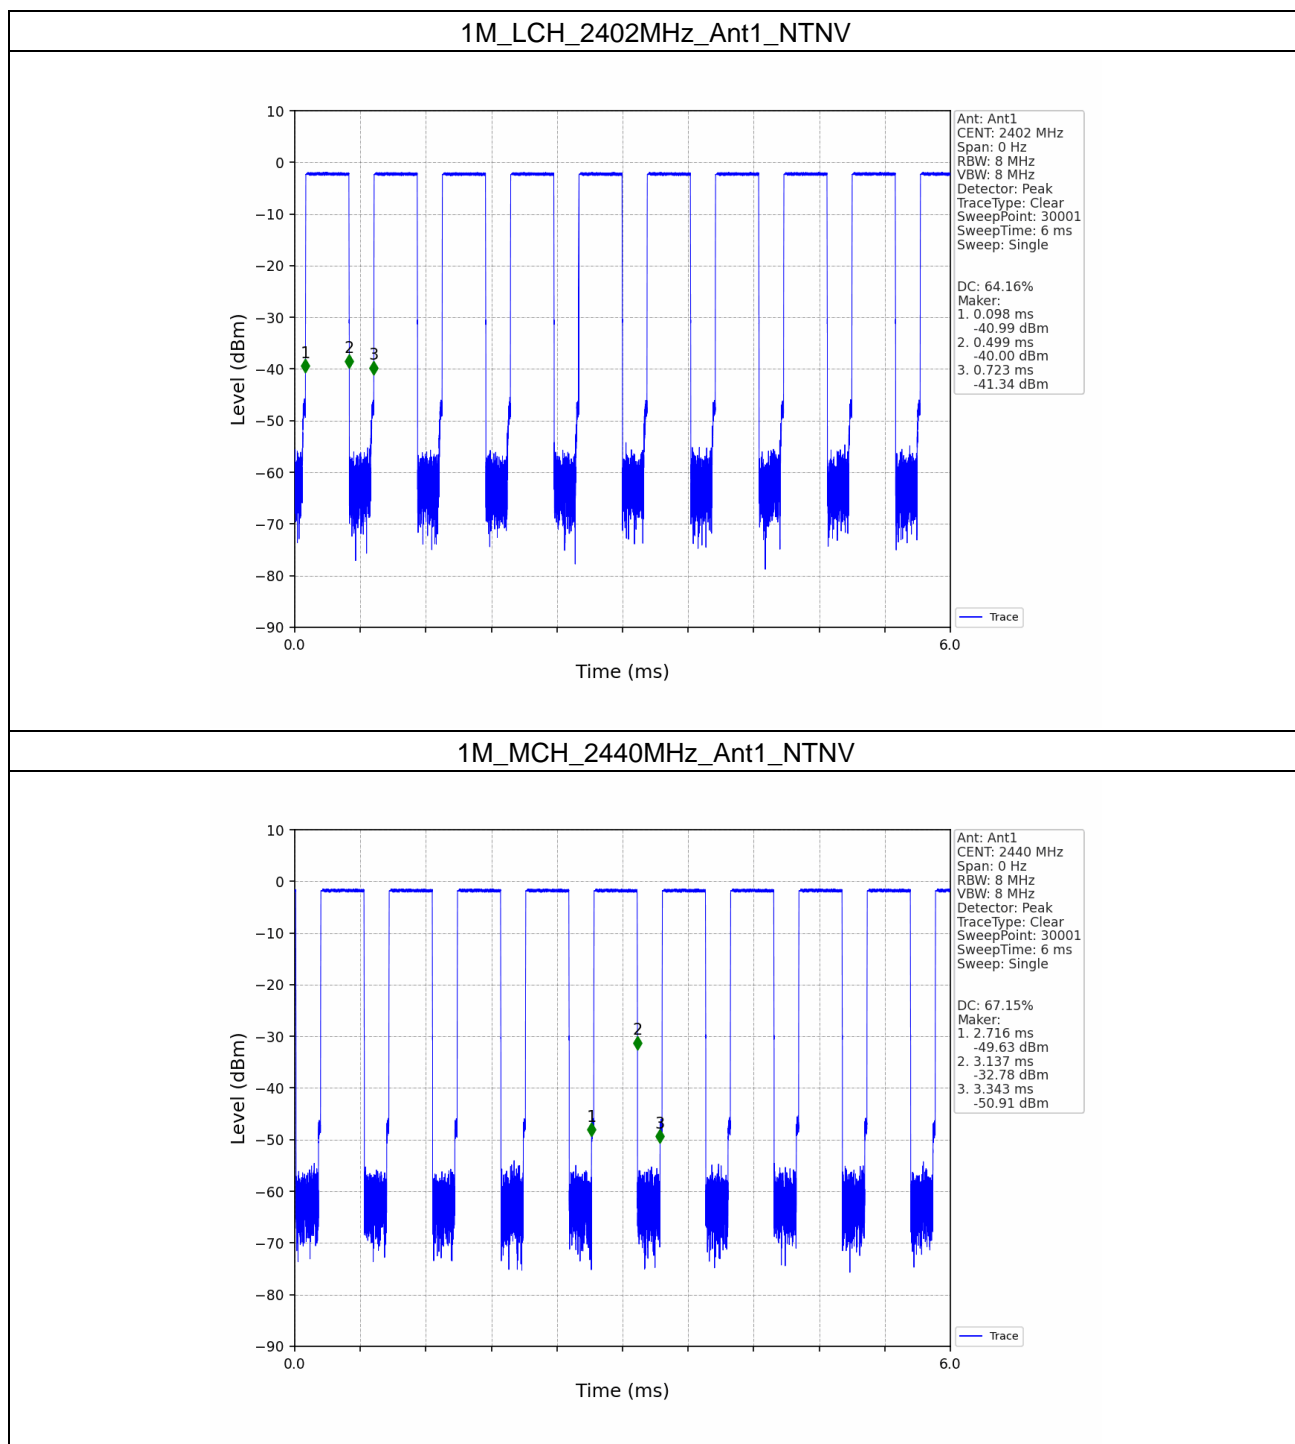 1M_LCH_2402MHz_Ant1_NTNV
10
0
−10
−20
−30
−40
−50
−60
−70
−80
−90
Level (dBm)
1
2
3
0.0
6.0
Time (ms)
Ant: Ant1
CENT: 2402 MHz
Span: 0 Hz
RBW: 8 MHz
VBW: 8 MHz
Detector: Peak
TraceType: Clear
SweepPoint: 30001
SweepTime: 6 ms
Sweep: Single
DC: 64.16%
Maker:
1. 0.098 ms
-40.99 dBm
2. 0.499 ms
-40.00 dBm
3. 0.723 ms
-41.34 dBm
Trace
1M_MCH_2440MHz_Ant1_NTNV
10
0
−10
−20
−30
−40
−50
−60
−70
−80
−90
Level (dBm)
1
2
3
0.0
6.0
Time (ms)
Ant: Ant1
CENT: 2440 MHz
Span: 0 Hz
RBW: 8 MHz
VBW: 8 MHz
Detector: Peak
TraceType: Clear
SweepPoint: 30001
SweepTime: 6 ms
Sweep: Single
DC: 67.15%
Maker:
1. 2.716 ms
-49.63 dBm
2. 3.137 ms
-32.78 dBm
3. 3.343 ms
-50.91 dBm
Trace